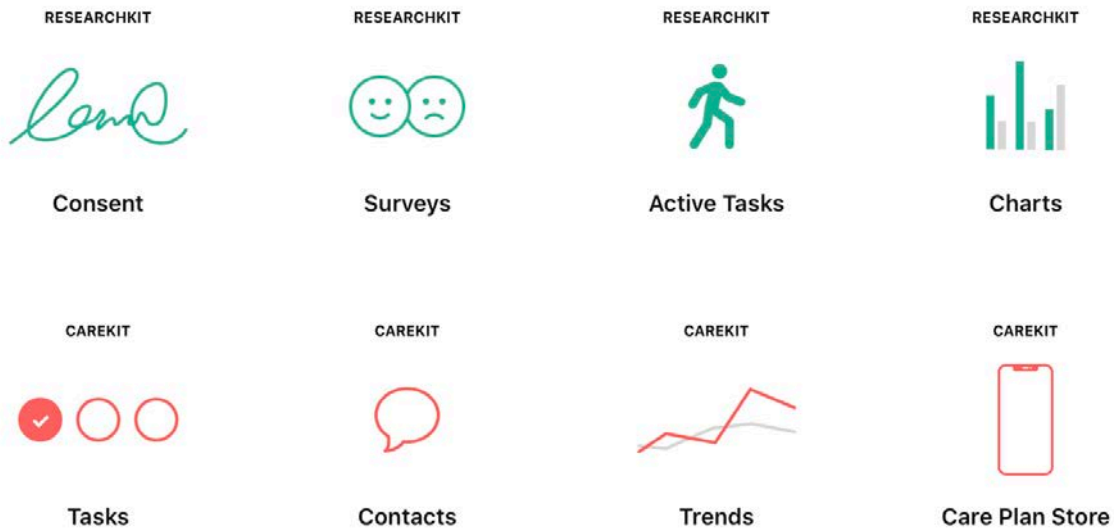 RESEARCHKIT
RESEARCHKIT
RESEARCHKIT
RESEARCHKIT
Consent
Surveys
Active Tasks
Charts
CAREKIT
CAREKIT
CAREKIT
CAREKIT
Tasks
Contacts
Trends
Care Plan Store